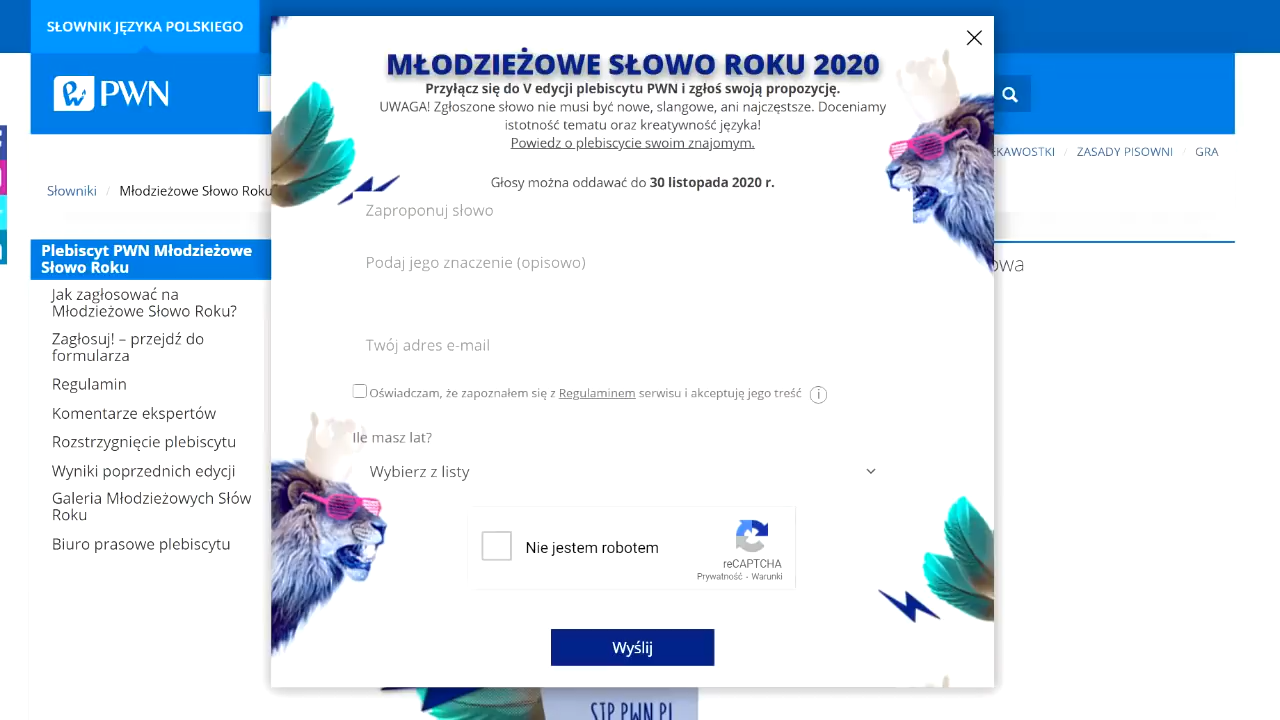 SŁOWNIK JĘZYKA POLSKIEGO
PWN
KAWOSTKI / ZASADY PISOWNI / GRA
Słowniki / Młodzieżowe Słowo Roku
Plebiscyt PWN Młodzieżowe
Słowo Roku
Jak zagłosować na
Młodzieżowe Słowo Roku?
Zagłosuj! – przejdź do
formularza
Regulamin
Komentarze ekspertów
Rozstrzygnięcie plebiscytu
Wyniki poprzednich edycji
Galeria Młodzieżowych Słów
Roku
Biuro prasowe plebiscytu
MŁODZIEŻOWE SŁOWO ROKU 2020
Przyłącz się do V edycji plebiscytu PWN i zgłoś swoją propozycję.
UWAGA! Zgłoszone słowo nie musi być nowe, slangowe, ani najczęstsze. Doceniamy
istotność tematu oraz kreatywność języka!
Powiedz o plebiscycie swoim znajomym.
Głosy można oddawać do 30 listopada 2020 r.
Zaproponuj słowo
Podaj jego znaczenie (opisowo)
Twój adres e-mail
Oświadczam, że zapoznałem się z Regulaminem serwisu i akceptuję jego treść
Ile masz lat?
Wybierz z listy
Nie jestem robotem
reCAPTCHA
Prywatność - Warunki
Wyślij
SJP.PWN.PL